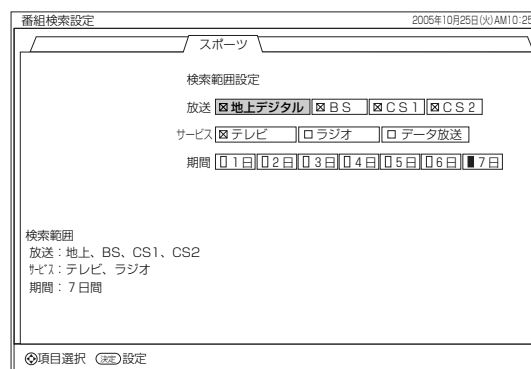 番組検索設定 2005年10月25日(火)AM10:25
スポーツ
検索範囲設定
放送 ☒地上デジタル ☒BS ☒CS1 ☒CS2
サービス ☒テレビ □ラジオ □データ放送
期間 □1日 □2日 □3日 □4日 □5日 □6日 ■7日
検索範囲
放送：地上、BS、CS1、CS2
ｻｰﾋﾞｽ：テレビ、ラジオ
期間：7日間
項目選択 決定 設定